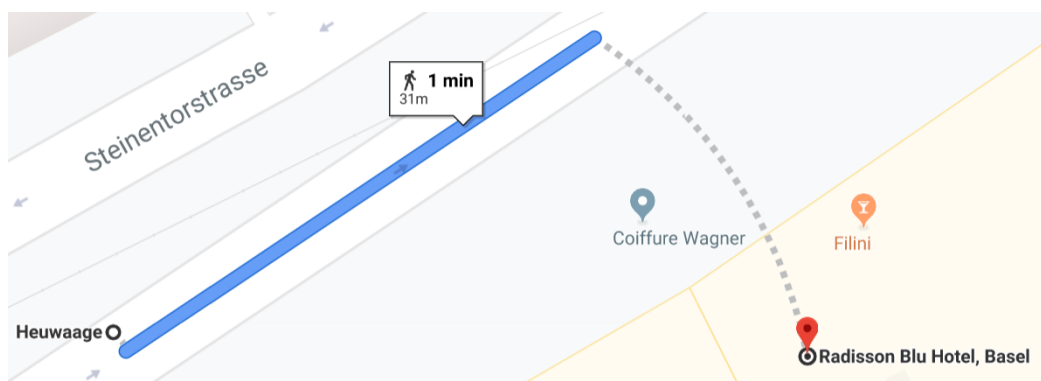 Steinentorstrasse
1 min
31m
Coiffure Wagner
Filini
Heuwaage
Radisson Blu Hotel, Basel